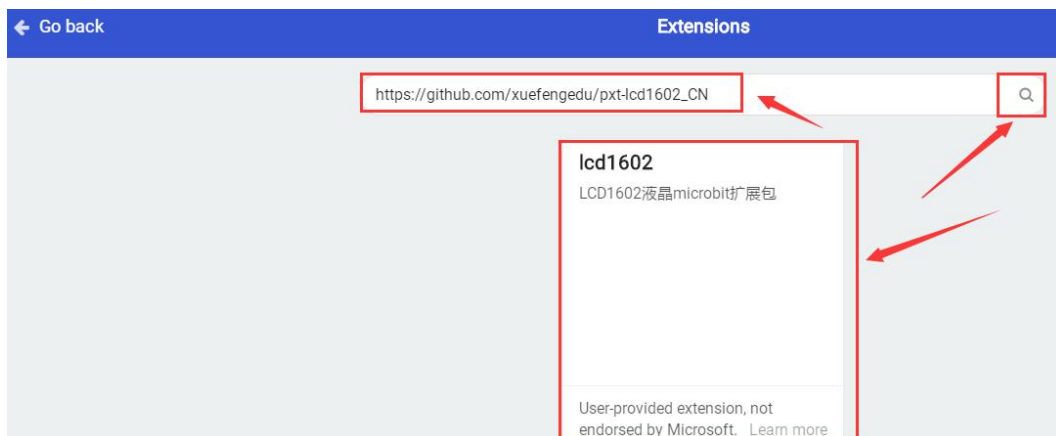 Go back
Extensions
https://github.com/xuefengedu/pxt-lcd1602_CN
lcd1602
LCD1602液晶microbit扩展包
User-provided extension, not
endorsed by Microsoft. Learn more